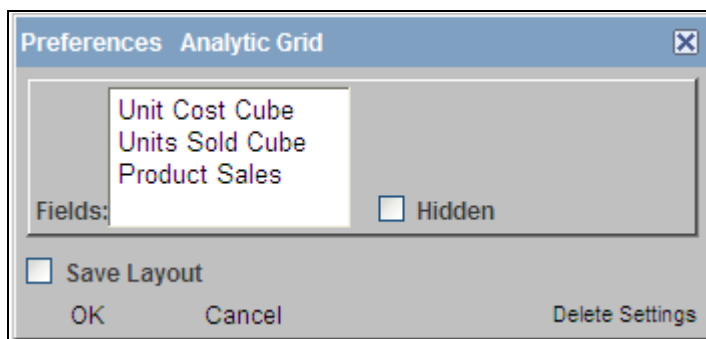 Preferences Analytic Grid
Unit Cost Cube
Units Sold Cube
Product Sales
Fields:
Hidden
Save Layout
OK Cancel Delete Settings